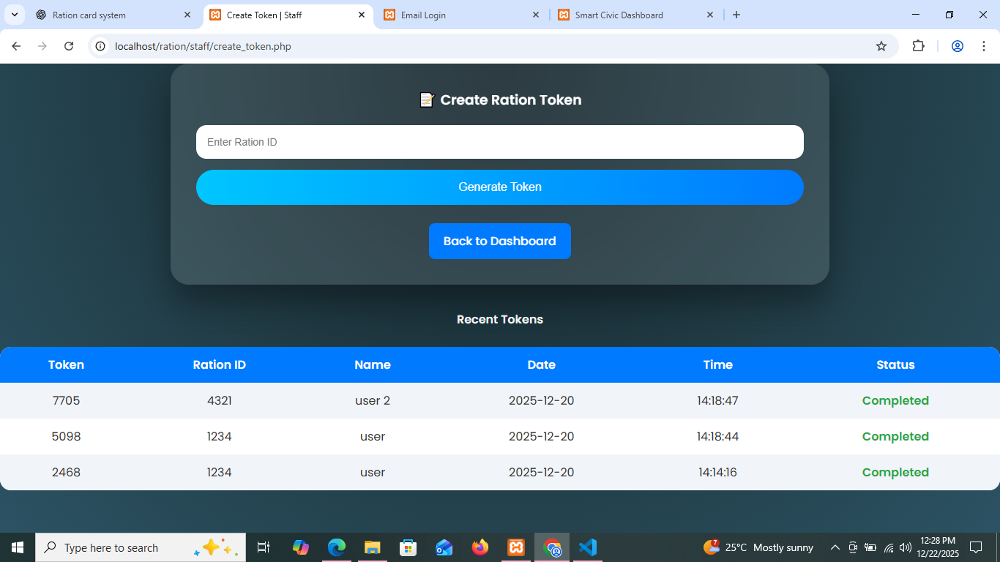 Ration card system
Create Token | Staff
Email Login
Smart Civic Dashboard
localhost/ration/staff/create_token.php
📝 Create Ration Token
Enter Ration ID
Generate Token
Back to Dashboard
Recent Tokens
Token Ration ID Name Date Time Status
7705 4321 user 2 2025-12-20 14:18:47 Completed
5098 1234 user 2025-12-20 14:18:44 Completed
2468 1234 user 2025-12-20 14:14:16 Completed
Type here to search
7
25°C Mostly sunny
12:28 PM
12/22/2025